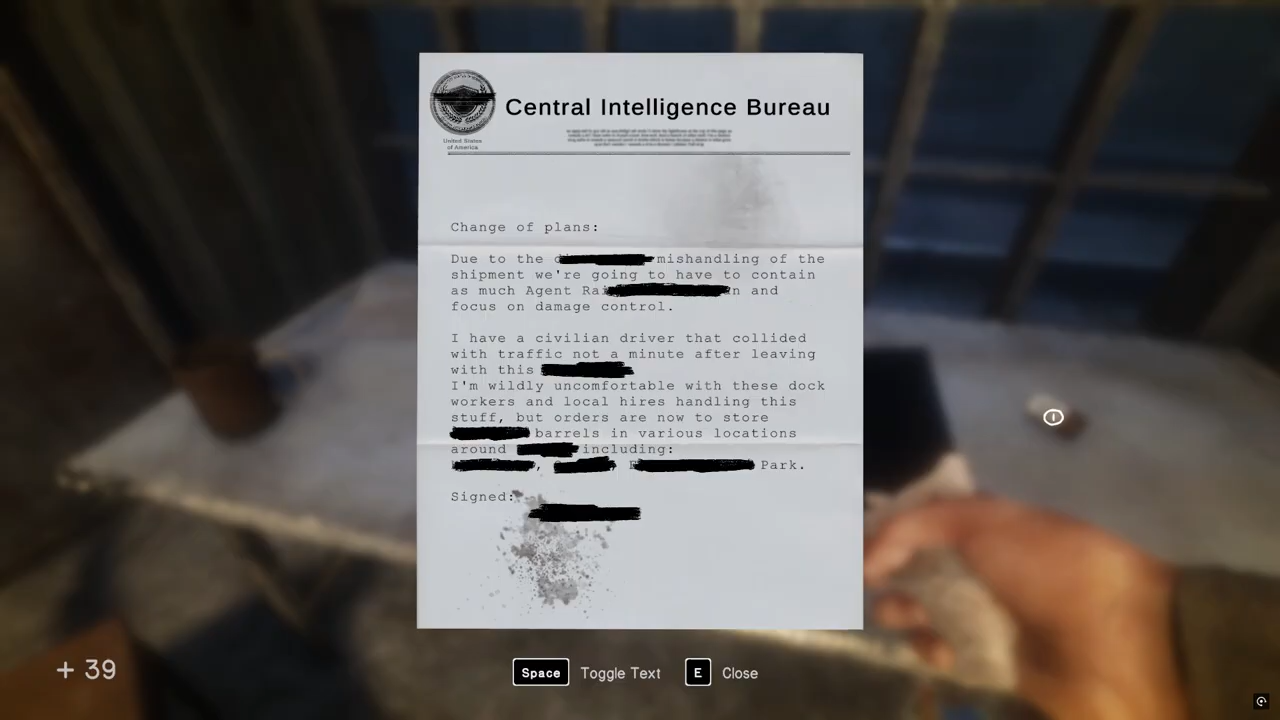 Central Intelligence Bureau
United States
of America
Change of plans:
Due to the d mishandling of the
shipment we're going to have to contain
as much Agent Rai n and
focus on damage control.
I have a civilian driver that collided
with traffic not a minute after leaving
with this
I'm wildly uncomfortable with these dock
workers and local hires handling this
stuff, but orders are now to store
barrels in various locations
around including:
, , Park.
Signed:
+ 39
Space Toggle Text E Close